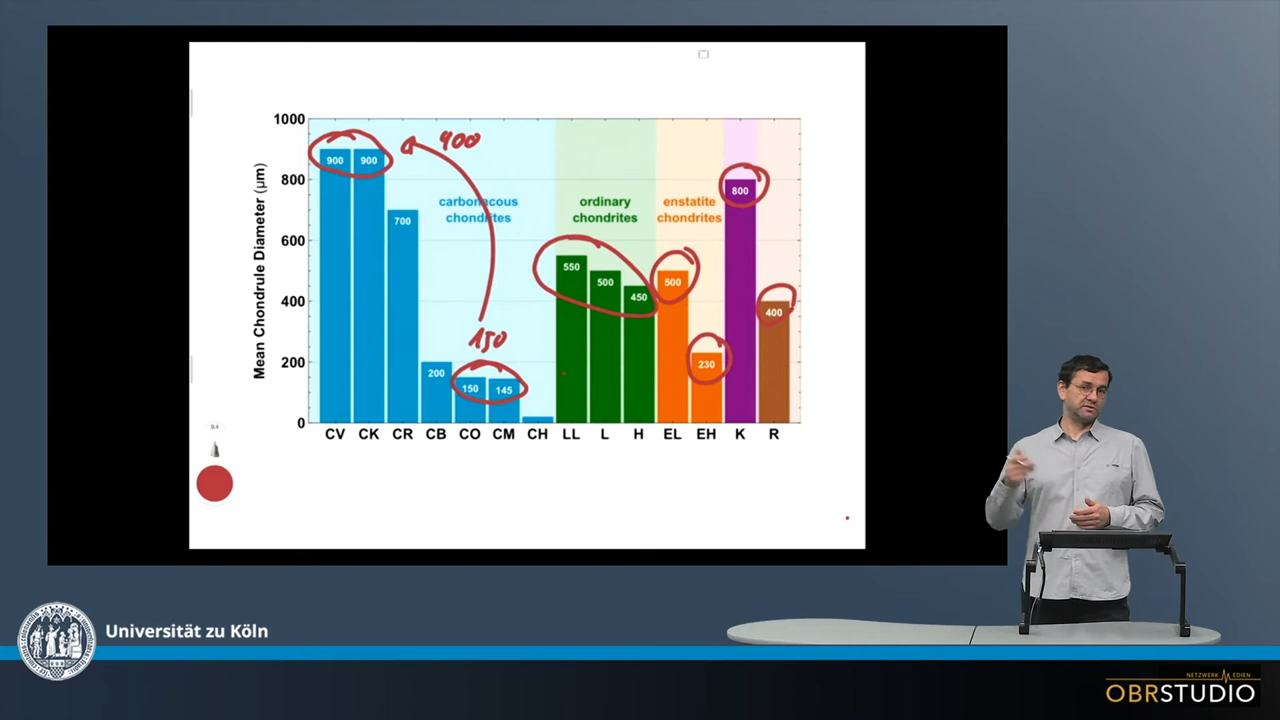 1000
800
600
400
200
0
Mean Chondrule Diameter (µm)
900
900
700
200
150
145
550
500
450
500
230
800
400
carbonaceous
chondrites
ordinary
chondrites
enstatite
chondrites
900
150
CV CK CR CB CO CM CH LL L H EL EH K R
Universität zu Köln
NETZWERK MEDIEN
OBRSTUDIO